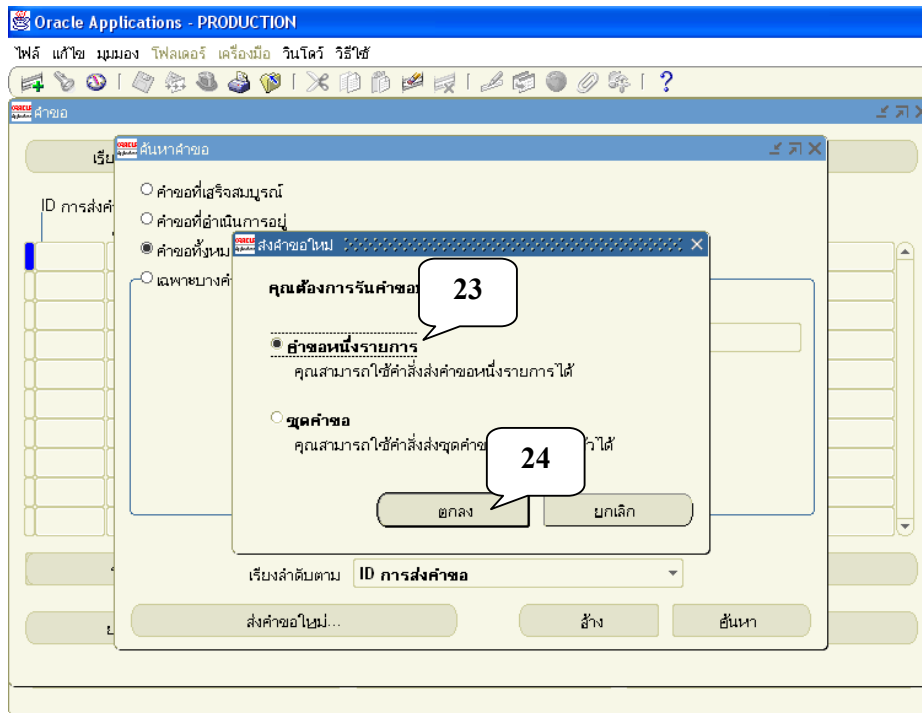 Oracle Applications - PRODUCTION
ไฟล์ แก้ไข มุมมอง โฟลเดอร์ เครื่องมือ วินโดว์ วิธีใช้
คำขอ
เรีย
ค้นหาคำขอ
คำขอที่เสร็จสมบูรณ์
ID การส่งคำ
คำขอที่ดำเนินการอยู่
คำขอทั้งหม
ส่งคำขอใหม่
เฉพาะบางคำ
คุณต้องการรันคำขอ
23
คำขอหนึ่งรายการ
คุณสามารถใช้คำสั่งส่งคำขอหนึ่งรายการได้
ชุดคำขอ
คุณสามารถใช้คำสั่งส่งชุดคำข
ได้
24
ตกลง
ยกเลิก
เรียงลำดับตาม
ID การส่งคำขอ
ส่งคำขอใหม่...
ล้าง
ค้นหา